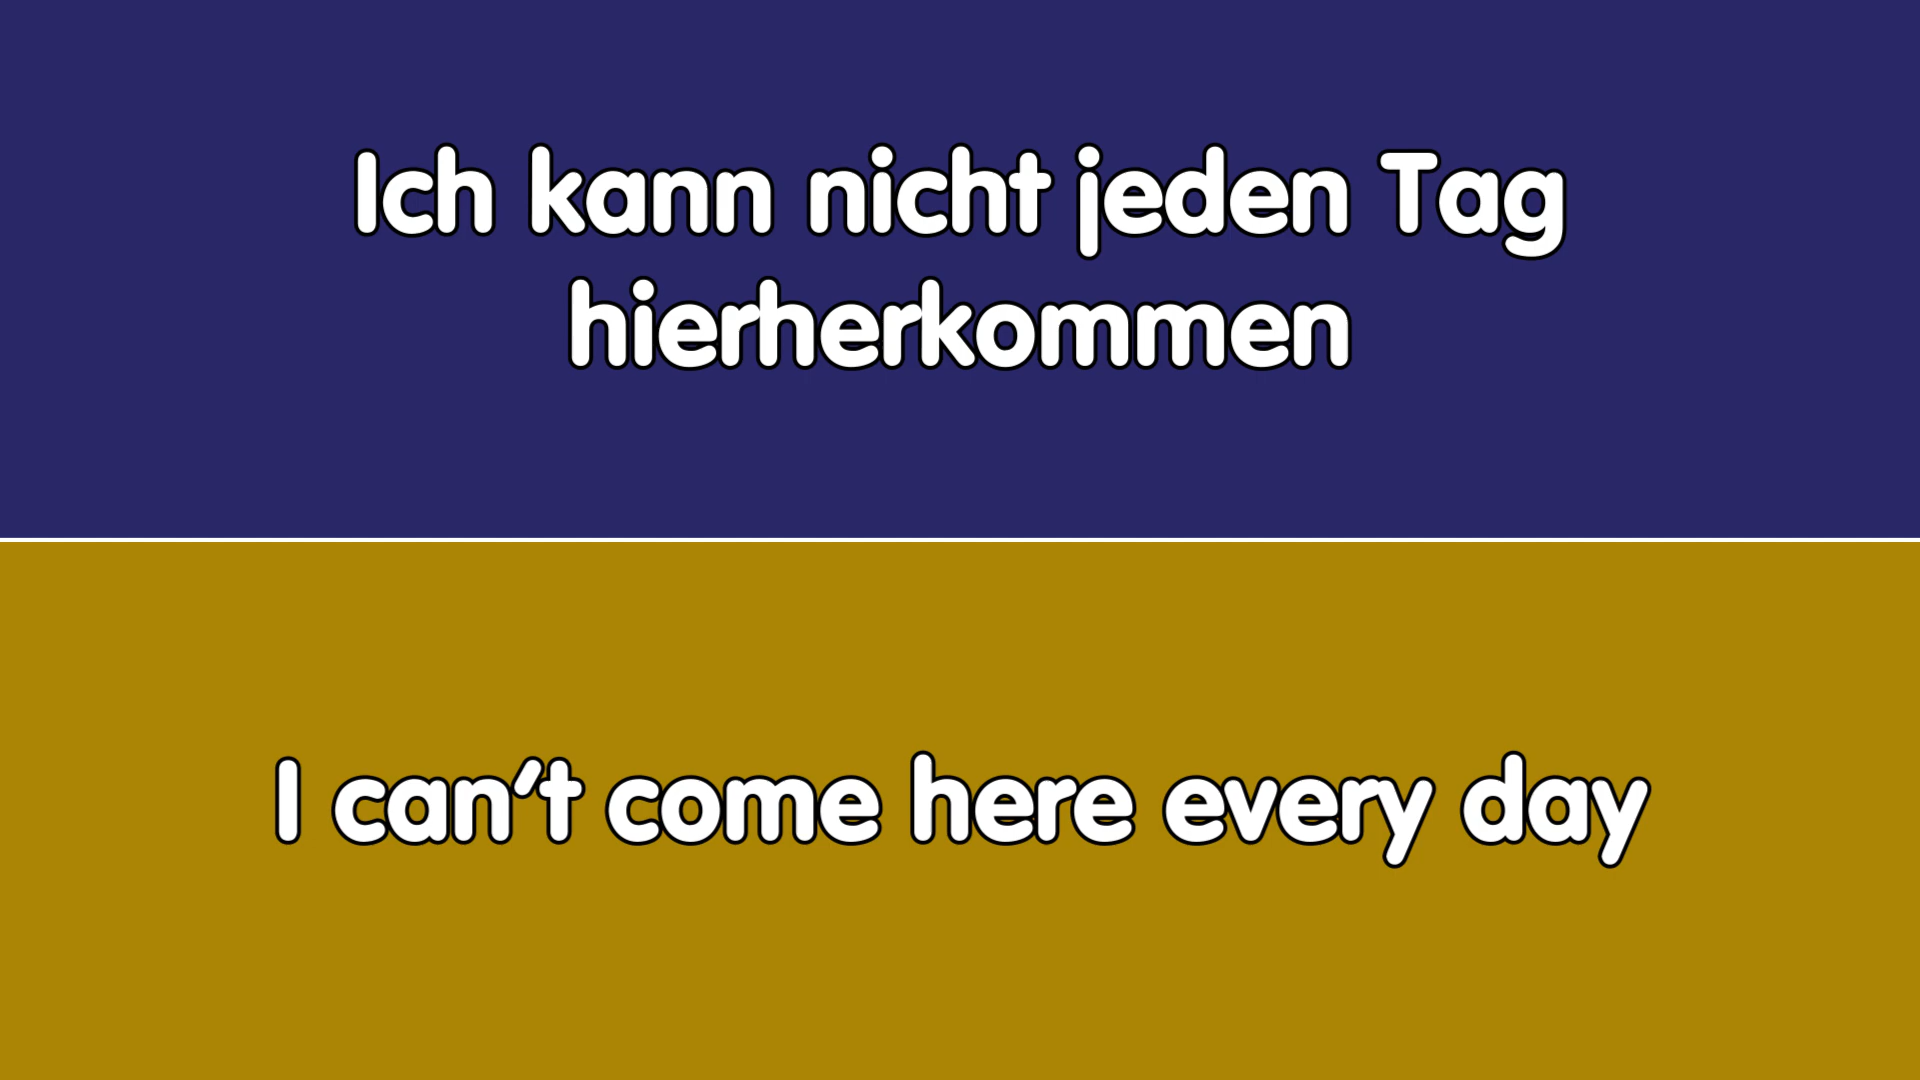 Ich kann nicht jeden Tag
hierherkommen
I can't come here every day